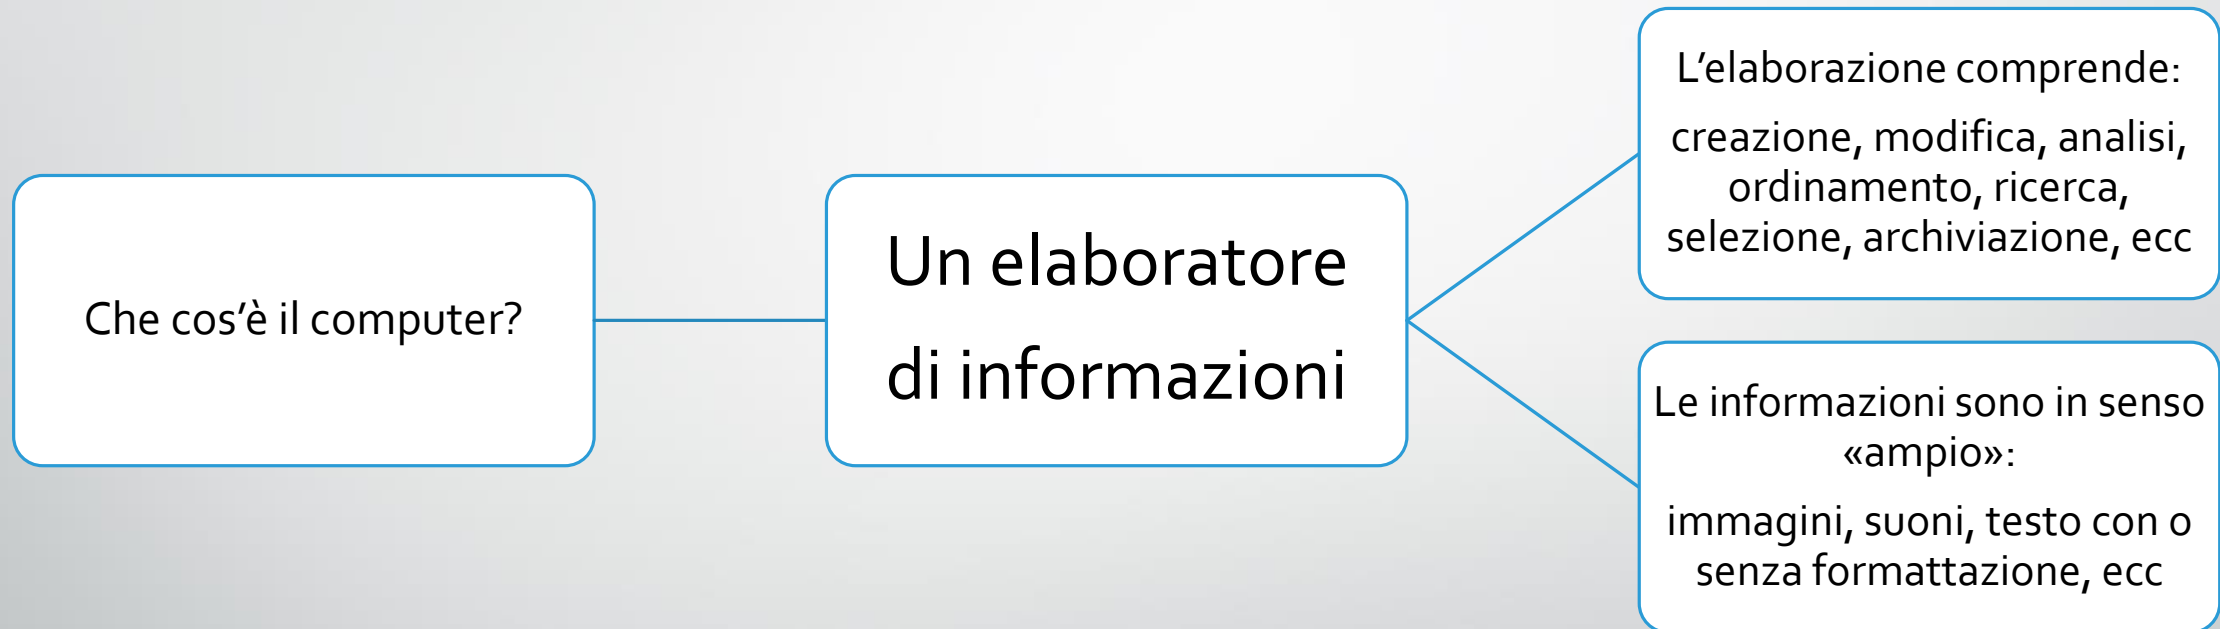 Che cos’è il computer?
Un elaboratore
di informazioni
L’elaborazione comprende:
creazione, modifica, analisi,
ordinamento, ricerca,
selezione, archiviazione, ecc
Le informazioni sono in senso
«ampio»:
immagini, suoni, testo con o
senza formattazione, ecc